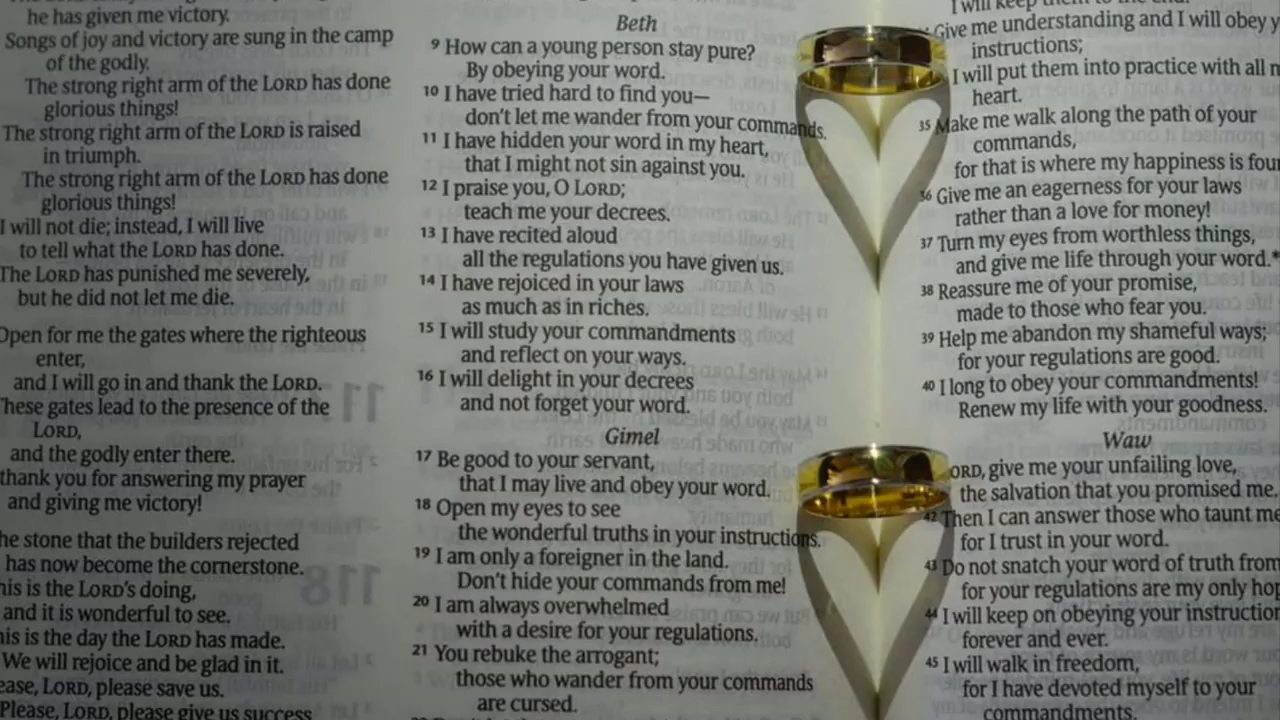 he has given me victory.
Songs of joy and victory are sung in the camp
of the godly.
The strong right arm of the LORD has done
glorious things!
The strong right arm of the LORD is raised
in triumph.
The strong right arm of the LORD has done
glorious things!
I will not die; instead, I will live
to tell what the LORD has done.
The LORD has punished me severely,
but he did not let me die.
Open for me the gates where the righteous
enter,
and I will go in and thank the LORD.
These gates lead to the presence of the
LORD,
and the godly enter there.
thank you for answering my prayer
and giving me victory!
he stone that the builders rejected
has now become the cornerstone.
his is the LORD's doing,
and it is wonderful to see.
his is the day the LORD has made.
We will rejoice and be glad in it.
ease, LORD, please save us.
Please, LORD, please give us success
Beth
9 How can a young person stay pure?
By obeying your word.
10 I have tried hard to find you—
don't let me wander from your commands.
11 I have hidden your word in my heart,
that I might not sin against you.
12 I praise you, O LORD;
teach me your decrees.
13 I have recited aloud
all the regulations you have given us.
14 I have rejoiced in your laws
as much as in riches.
15 I will study your commandments
and reflect on your ways.
16 I will delight in your decrees
and not forget your word.
Gimel
17 Be good to your servant,
that I may live and obey your word.
18 Open my eyes to see
the wonderful truths in your instructions.
19 I am only a foreigner in the land.
Don't hide your commands from me!
20 I am always overwhelmed
with a desire for your regulations.
21 You rebuke the arrogant;
those who wander from your commands
are cursed.
I will keep
Give me understanding and I will obey y
instructions;
I will put them into practice with all m
heart.
35 Make me walk along the path of your
commands,
for that is where my happiness is foun
36 Give me an eagerness for your laws
rather than a love for money!
37 Turn my eyes from worthless things,
and give me life through your word.*
38 Reassure me of your promise,
made to those who fear you.
39 Help me abandon my shameful ways;
for your regulations are good.
40 I long to obey your commandments!
Renew my life with your goodness.
Waw
ORD, give me your unfailing love,
the salvation that you promised me.
42 Then I can answer those who taunt me
for I trust in your word.
43 Do not snatch your word of truth from
for your regulations are my only hop
44 I will keep on obeying your instruction
forever and ever.
45 I will walk in freedom,
for I have devoted myself to your
commandments.